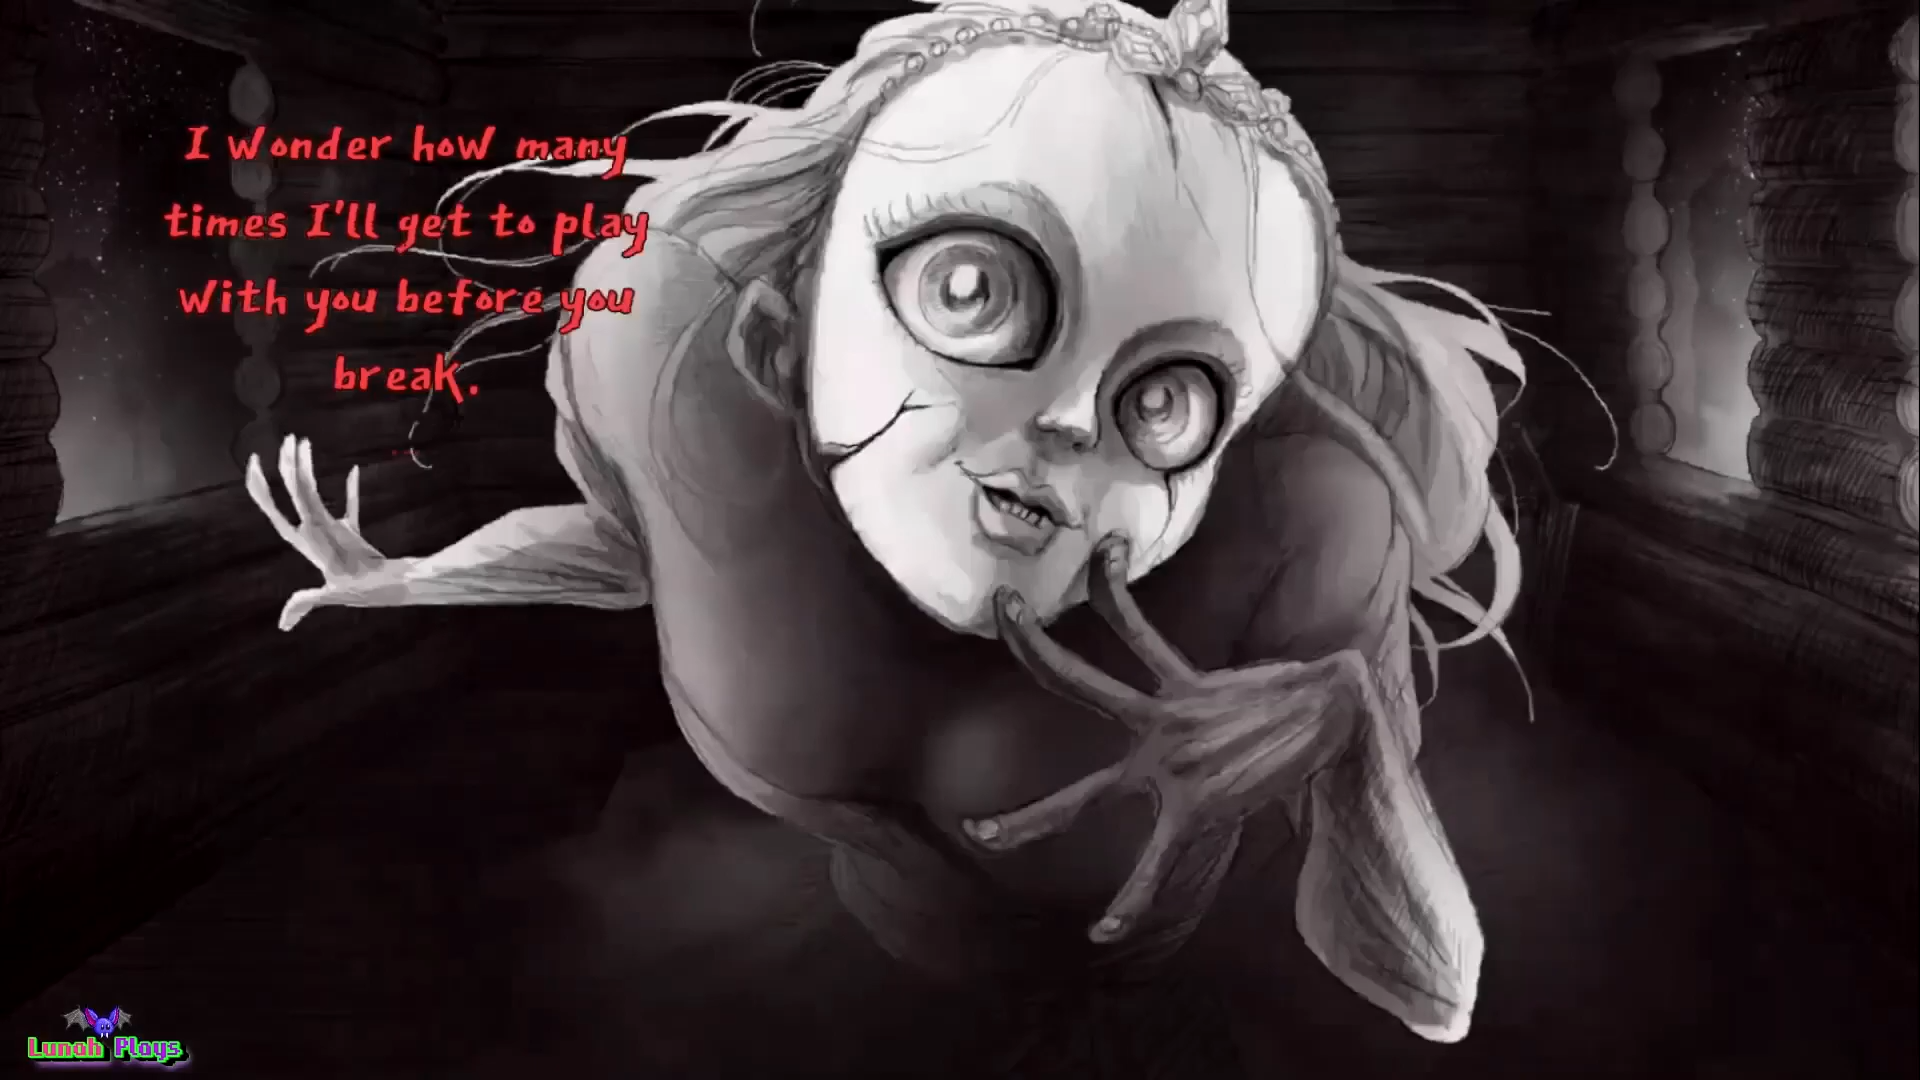 I wonder how many
times I'll get to play
with you before you
break.
Lunah Plays